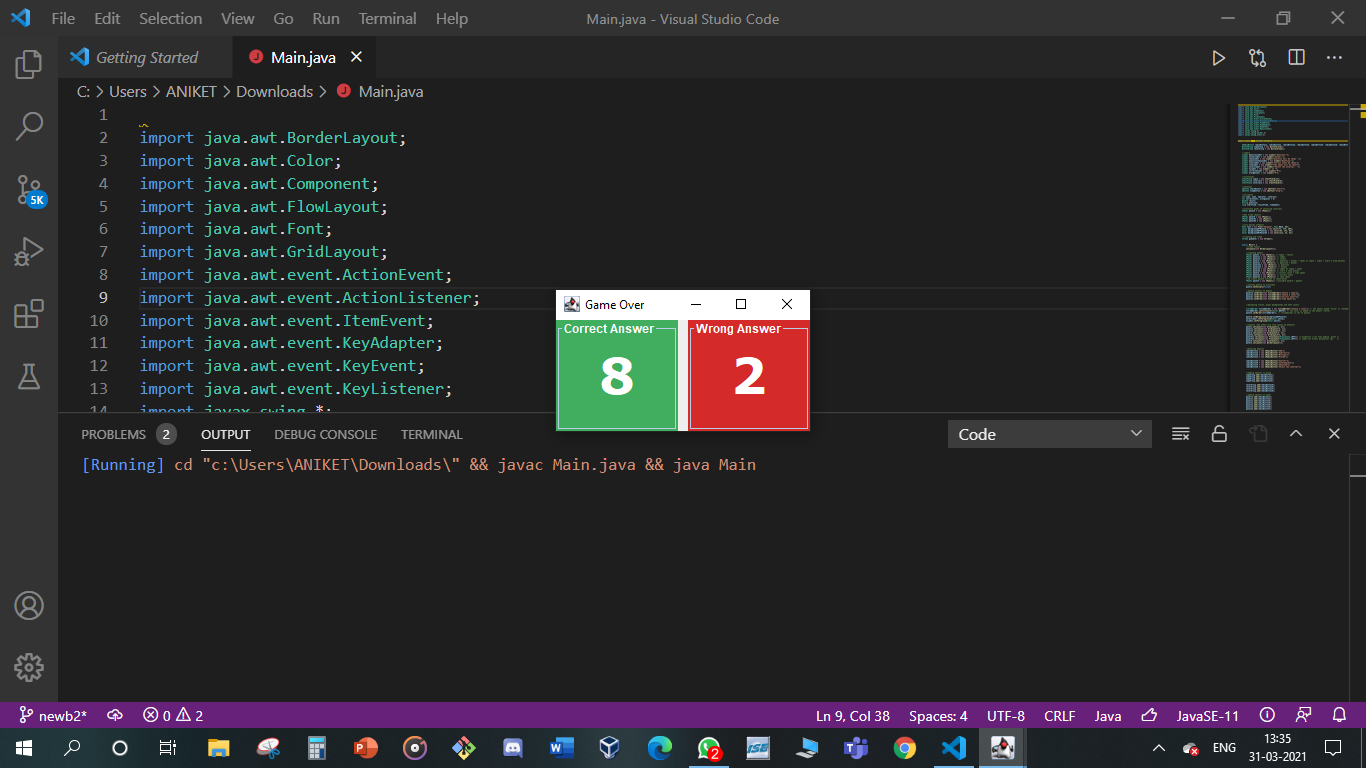 File Edit Selection View Go Run Terminal Help
Main.java - Visual Studio Code
Getting Started
Main.java
C: > Users > ANIKET > Downloads > Main.java
1
2 import java.awt.BorderLayout;
3 import java.awt.Color;
4 import java.awt.Component;
5 import java.awt.FlowLayout;
6 import java.awt.Font;
7 import java.awt.GridLayout;
8 import java.awt.event.ActionEvent;
9 import java.awt.event.ActionListener;
10 import java.awt.event.ItemEvent;
11 import java.awt.event.KeyAdapter;
12 import java.awt.event.KeyEvent;
13 import java.awt.event.KeyListener;
14 import javax.swing.*;
5K
Game Over
Correct Answer
8
Wrong Answer
2
PROBLEMS 2 OUTPUT DEBUG CONSOLE TERMINAL
Code
[Running] cd "c:\Users\ANIKET\Downloads\" && javac Main.java && java Main
newb2* 0 2
Ln 9, Col 38 Spaces: 4 UTF-8 CRLF Java JavaSE-11
2
ISE
ENG
13:35
31-03-2021